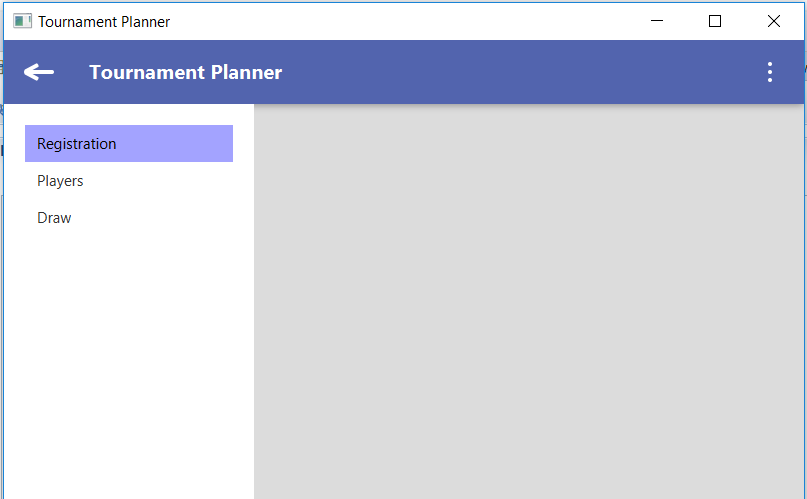 Tournament Planner
Tournament Planner
Registration
Players
Draw